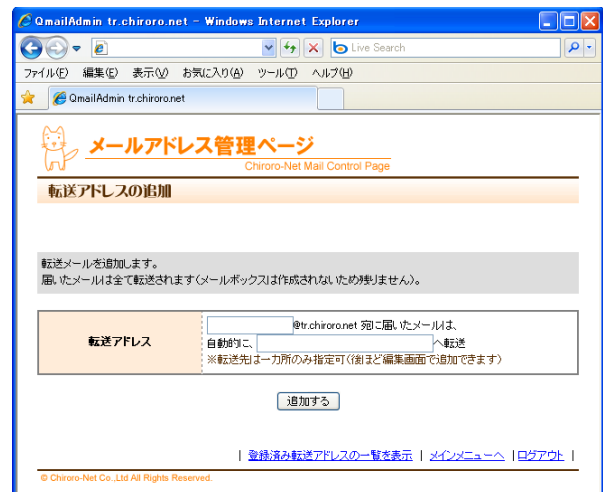 QmailAdmin tr.chiroro.net - Windows Internet Explorer
Live Search
ファイル(F) 編集(E) 表示(V) お気に入り(A) ツール(T) ヘルプ(H)
QmailAdmin tr.chiroro.net
メールアドレス管理ページ
Chiroro-Net Mail Control Page
転送アドレスの追加
転送メールを追加します。
届いたメールは全て転送されます(メールボックスは作成されないため残りません)。
転送アドレス
@tr.chiroro.net 宛に届いたメールは、
自動的に、 へ転送
※転送先は一カ所のみ指定可(後ほど編集画面で追加できます)
追加する
| 登録済み転送アドレスの一覧を表示 | メインメニューへ | ログアウト |
© Chiroro-Net Co.,Ltd All Rights Reserved.